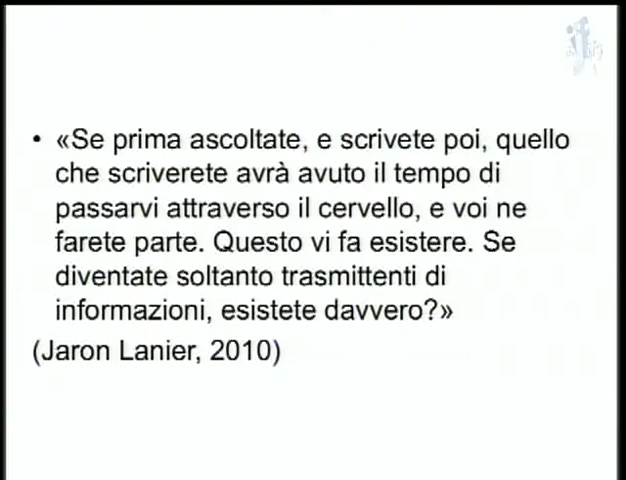 • «Se prima ascoltate, e scrivete poi, quello
che scriverete avrà avuto il tempo di
passarvi attraverso il cervello, e voi ne
farete parte. Questo vi fa esistere. Se
diventate soltanto trasmittenti di
informazioni, esistete davvero?»
(Jaron Lanier, 2010)